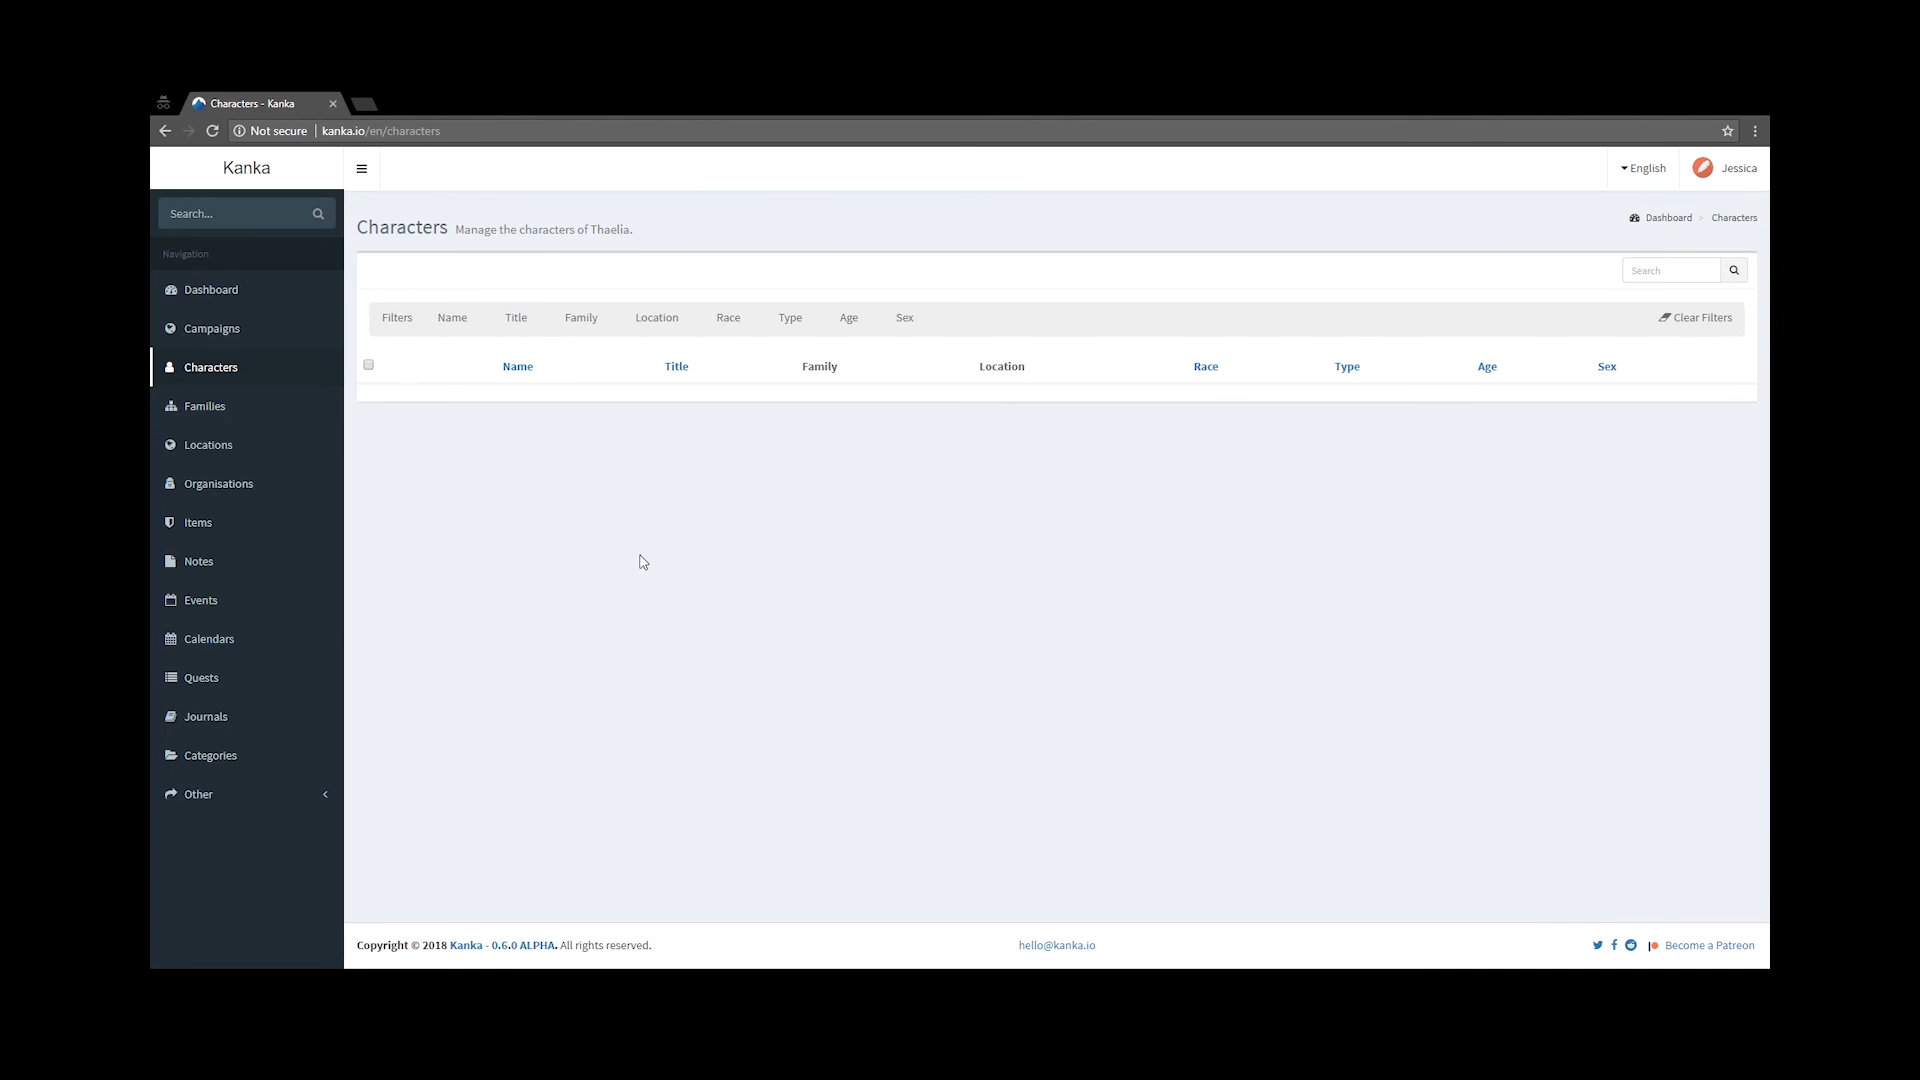 Characters - Kanka
Not secure kanka.io/en/characters
Kanka
English
Jessica
Search...
Navigation
Dashboard
Campaigns
Characters
Families
Locations
Organisations
Items
Notes
Events
Calendars
Quests
Journals
Categories
Other
Characters Manage the characters of Thaelia.
Dashboard > Characters
Search
Filters Name Title Family Location Race Type Age Sex Clear Filters
Name Title Family Location Race Type Age Sex
Copyright © 2018 Kanka - 0.6.0 ALPHA. All rights reserved.
hello@kanka.io
Become a Patreon